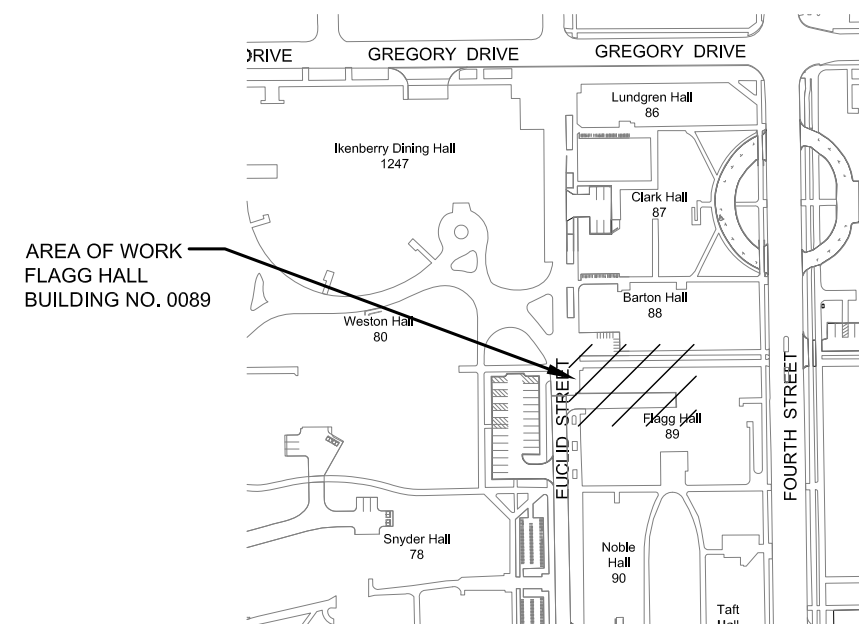 DRIVE
GREGORY DRIVE
GREGORY DRIVE
Lundgren Hall
86
Ikenberry Dining Hall
1247
Clark Hall
87
AREA OF WORK
FLAGG HALL
BUILDING NO. 0089
Barton Hall
88
Weston Hall
80
EUCLID STREET
FOURTH STREET
Flagg Hall
89
Snyder Hall
78
Noble
Hall
90
Taft
Hall